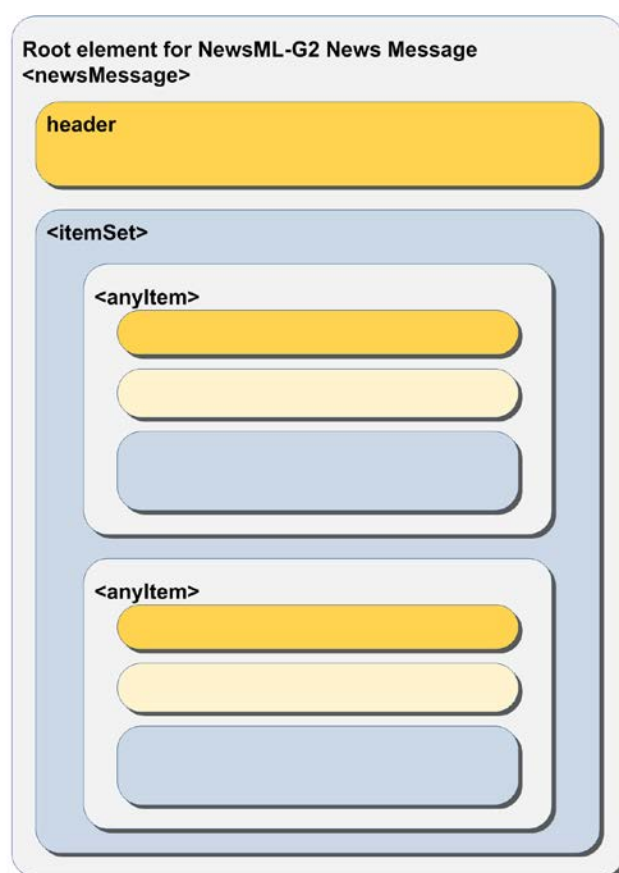 Root element for NewsML-G2 News Message
<newsMessage>
header
<itemSet>
<anyItem>
<anyItem>